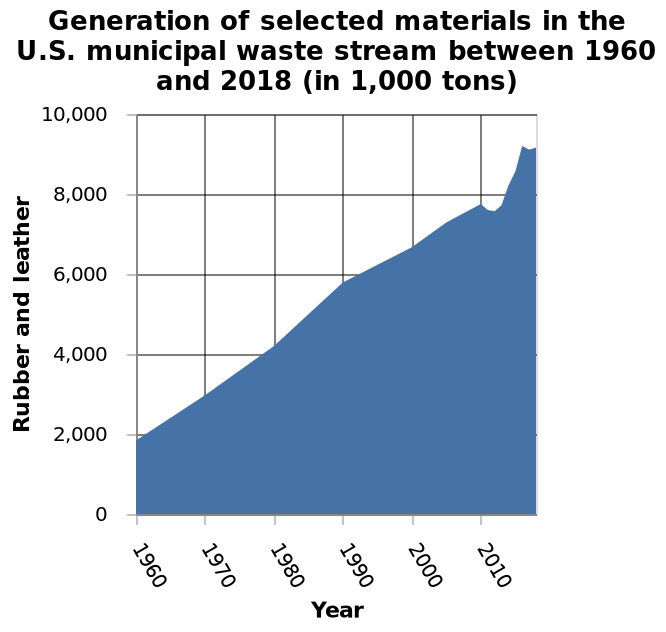 Generation of selected materials in the
U.S. municipal waste stream between 1960
and 2018 (in 1,000 tons)
10,000
8,000
6,000
4,000
2,000
0
Rubber and leather
1960
1970
1980
1990
2000
2010
Year